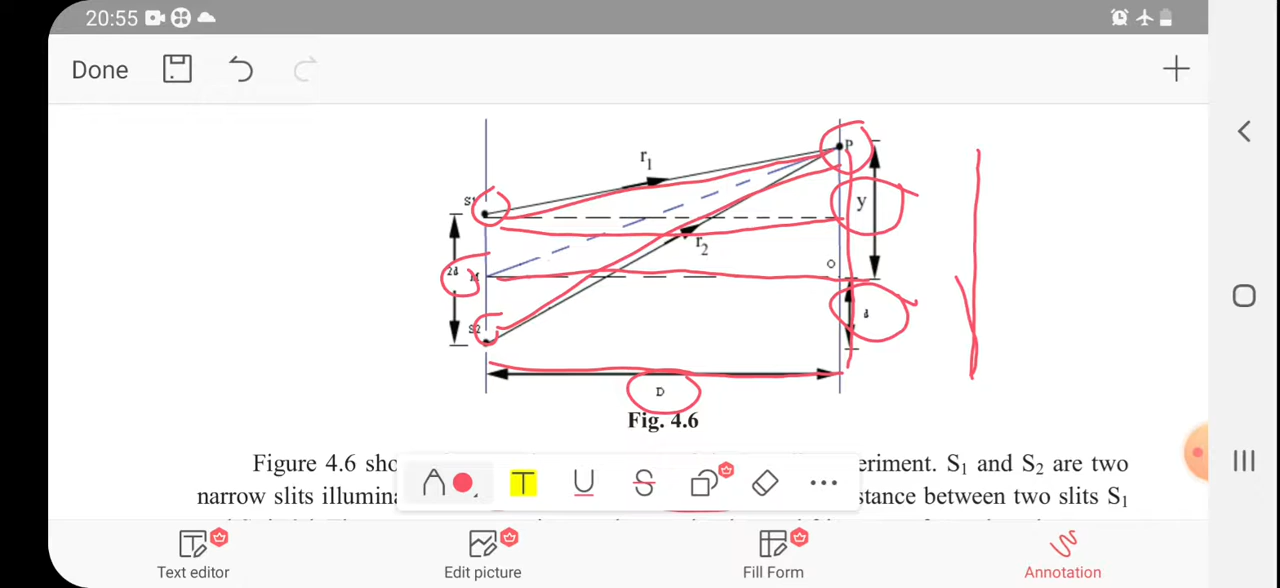 20:55
Done
P
r1
S1
y
r2
O
2d M
S2
d
D
Fig. 4.6
Figure 4.6 sho eriment. S1 and S2 are two
narrow slits illumina stance between two slits S1
T U S
Text editor Edit picture Fill Form Annotation